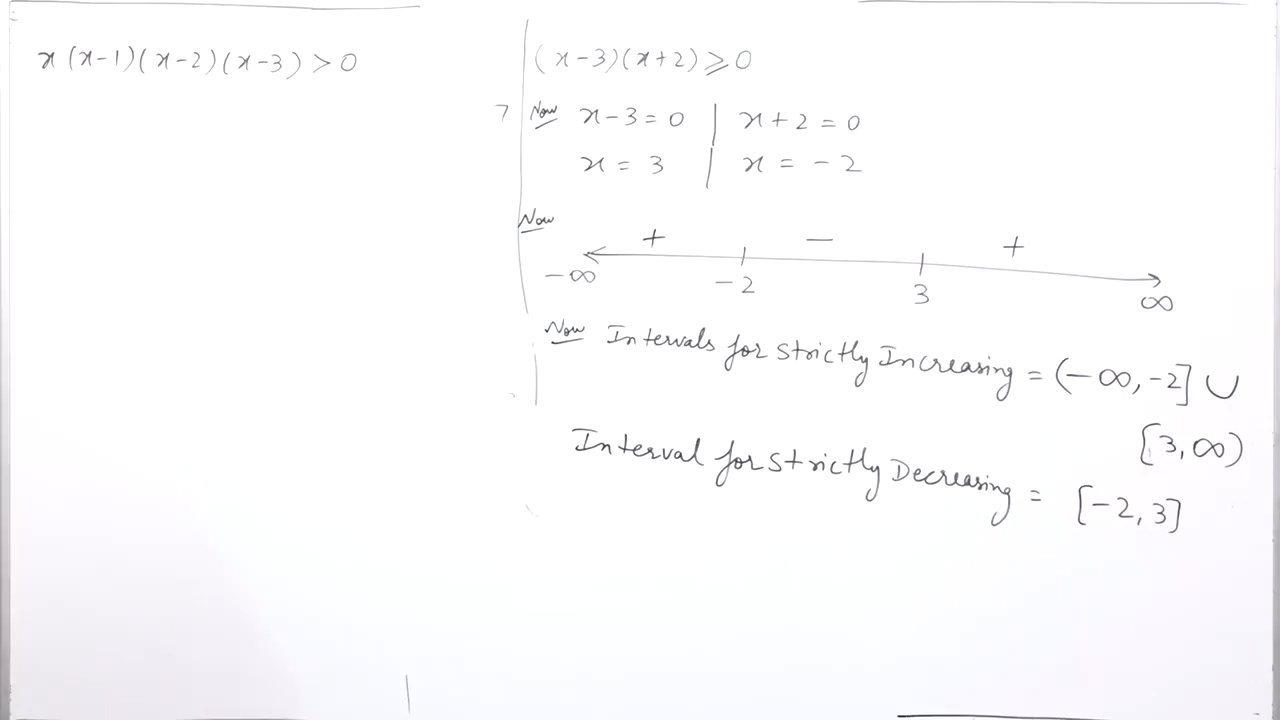 x(x-1)(x-2)(x-3) > 0
(x-3)(x+2) ⩾ 0
7 Now x-3 = 0 | x+2 = 0
x = 3 | x = -2
Now
+ − +
-∞ -2 3 ∞
Now Intervals for Strictly Increasing = (-∞, -2] ∪
[3, ∞)
Interval for Strictly Decreasing = [-2, 3]